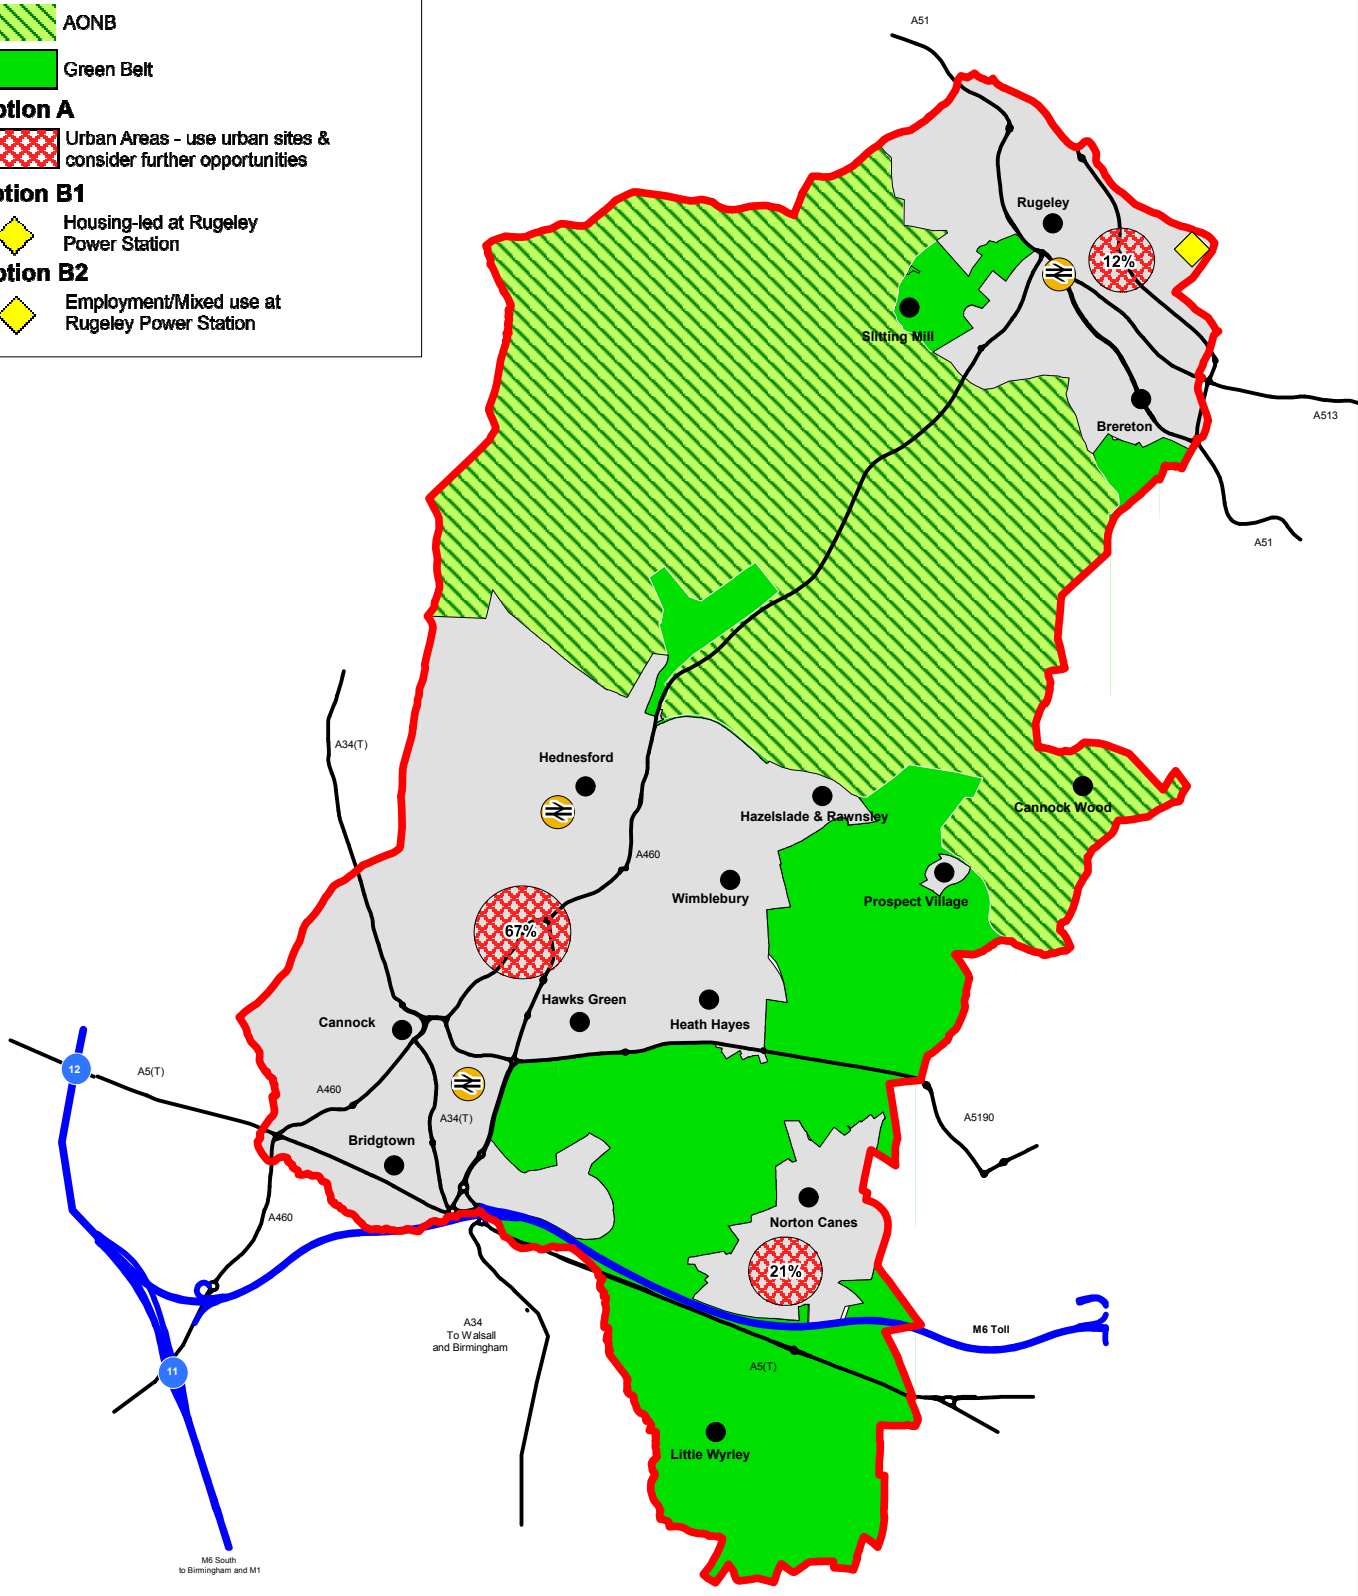 AONB
Green Belt
ption A
Urban Areas - use urban sites &
consider further opportunities
ption B1
Housing-led at Rugeley
Power Station
ption B2
Employment/Mixed use at
Rugeley Power Station
A51
Rugeley
12%
Slitting Mill
A513
Brereton
A51
A34(T)
Hednesford
Hazelslade & Rawnsley
Cannock Wood
A460
Wimblebury
Prospect Village
67%
Hawks Green
Heath Hayes
Cannock
12
A5(T)
A460
A34(T)
A5190
Bridgtown
A460
Norton Canes
21%
A34
To Walsall
and Birmingham
M6 Toll
A5(T)
11
Little Wyrley
M6 South
to Birmingham and M1